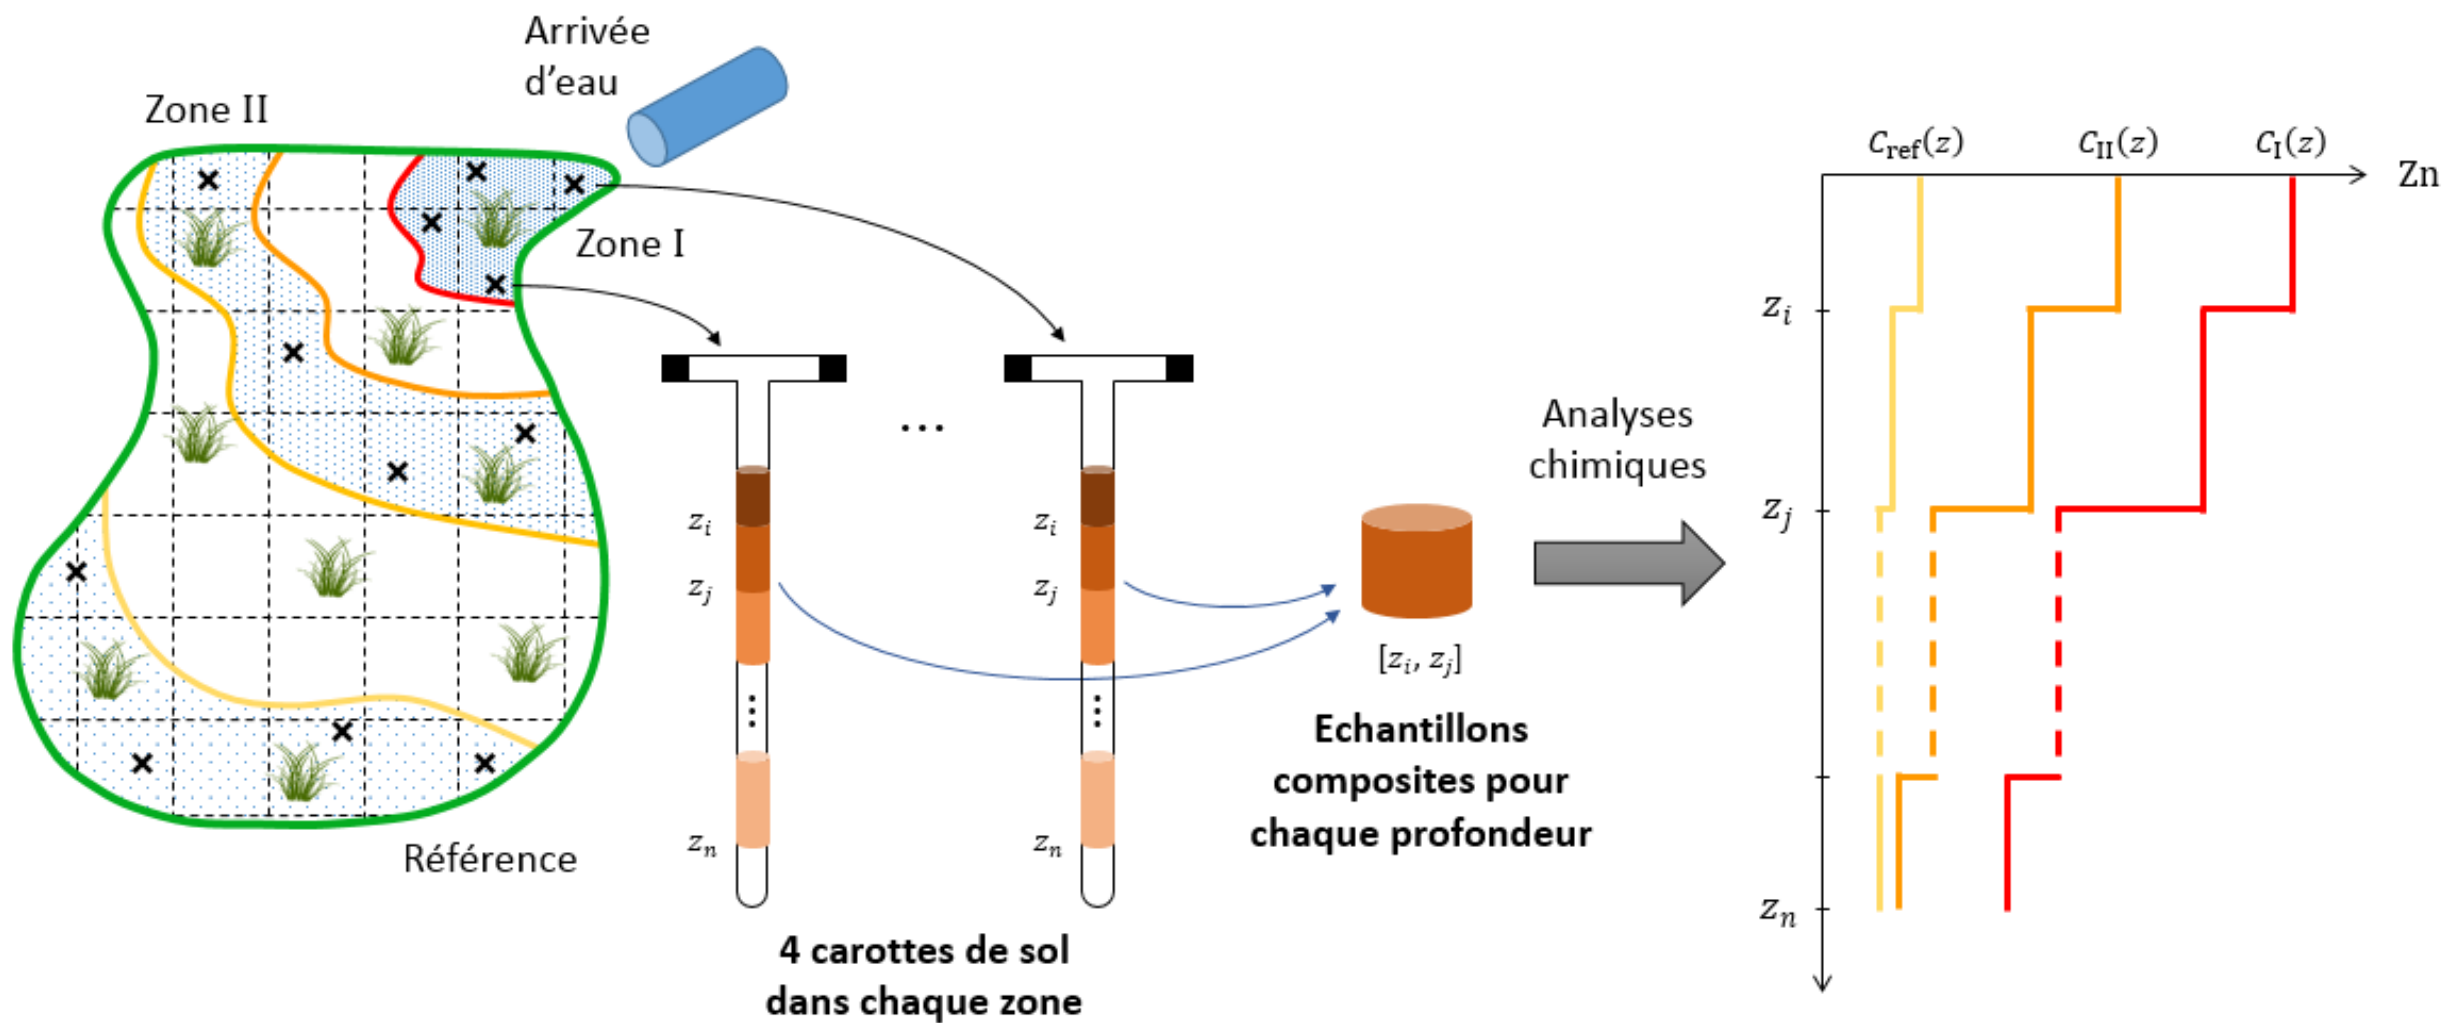 Arrivée
d’eau
Zone II
Zone I
Référence
z_i
z_j
z_n
...
z_i
z_j
z_n
4 carottes de sol
dans chaque zone
[z_i, z_j]
Echantillons
composites pour
chaque profondeur
Analyses
chimiques
C_ref(z)
C_II(z)
C_I(z)
Zn
z_i
z_j
z_n